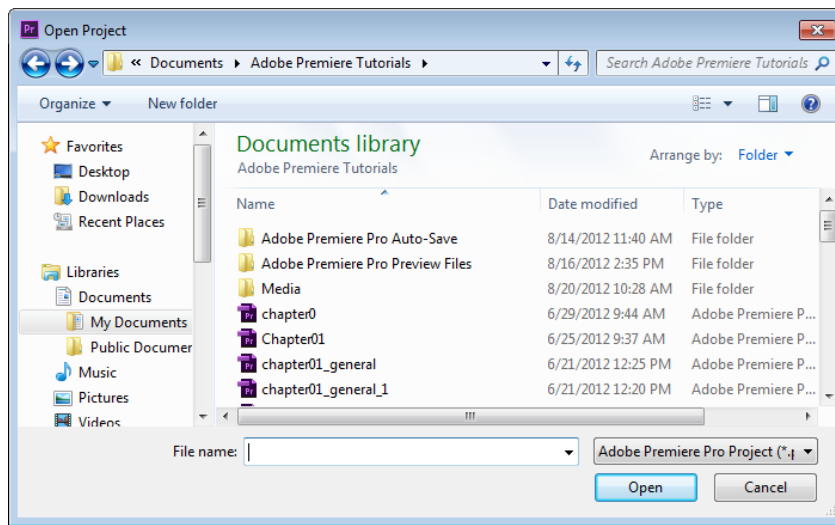 Pr Open Project
« Documents Adobe Premiere Tutorials Search Adobe Premiere Tutorials
Organize New folder
Favorites
Desktop
Downloads
Recent Places
Libraries
Documents
My Documents
Public Documer
Music
Pictures
Videos
Documents library
Adobe Premiere Tutorials
Arrange by: Folder
Name Date modified Type
Adobe Premiere Pro Auto-Save 8/14/2012 11:40 AM File folder
Adobe Premiere Pro Preview Files 8/16/2012 2:35 PM File folder
Media 8/20/2012 10:28 AM File folder
Pr chapter0 6/29/2012 9:44 AM Adobe Premiere P...
Pr Chapter01 6/25/2012 9:37 AM Adobe Premiere P...
Pr chapter01_general 6/21/2012 12:25 PM Adobe Premiere P...
Pr chapter01_general_1 6/21/2012 12:20 PM Adobe Premiere P...
File name: Adobe Premiere Pro Project (*.p
Open Cancel